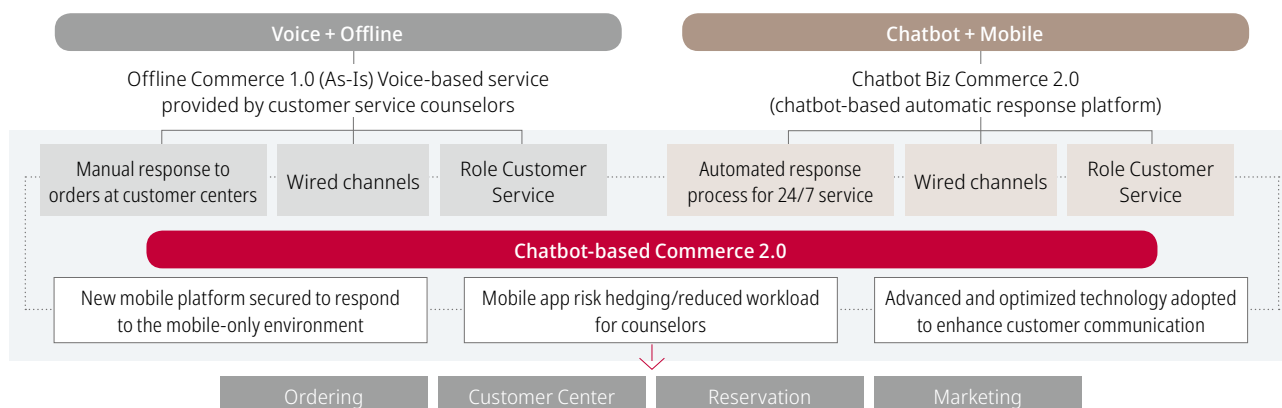 Voice + Offline
Chatbot + Mobile
Offline Commerce 1.0 (As-Is) Voice-based service
provided by customer service counselors
Chatbot Biz Commerce 2.0
(chatbot-based automatic response platform)
Manual response to
orders at customer centers
Wired channels
Role Customer
Service
Automated response
process for 24/7 service
Wired channels
Role Customer
Service
Chatbot-based Commerce 2.0
New mobile platform secured to respond
to the mobile-only environment
Mobile app risk hedging/reduced workload
for counselors
Advanced and optimized technology adopted
to enhance customer communication
Ordering
Customer Center
Reservation
Marketing